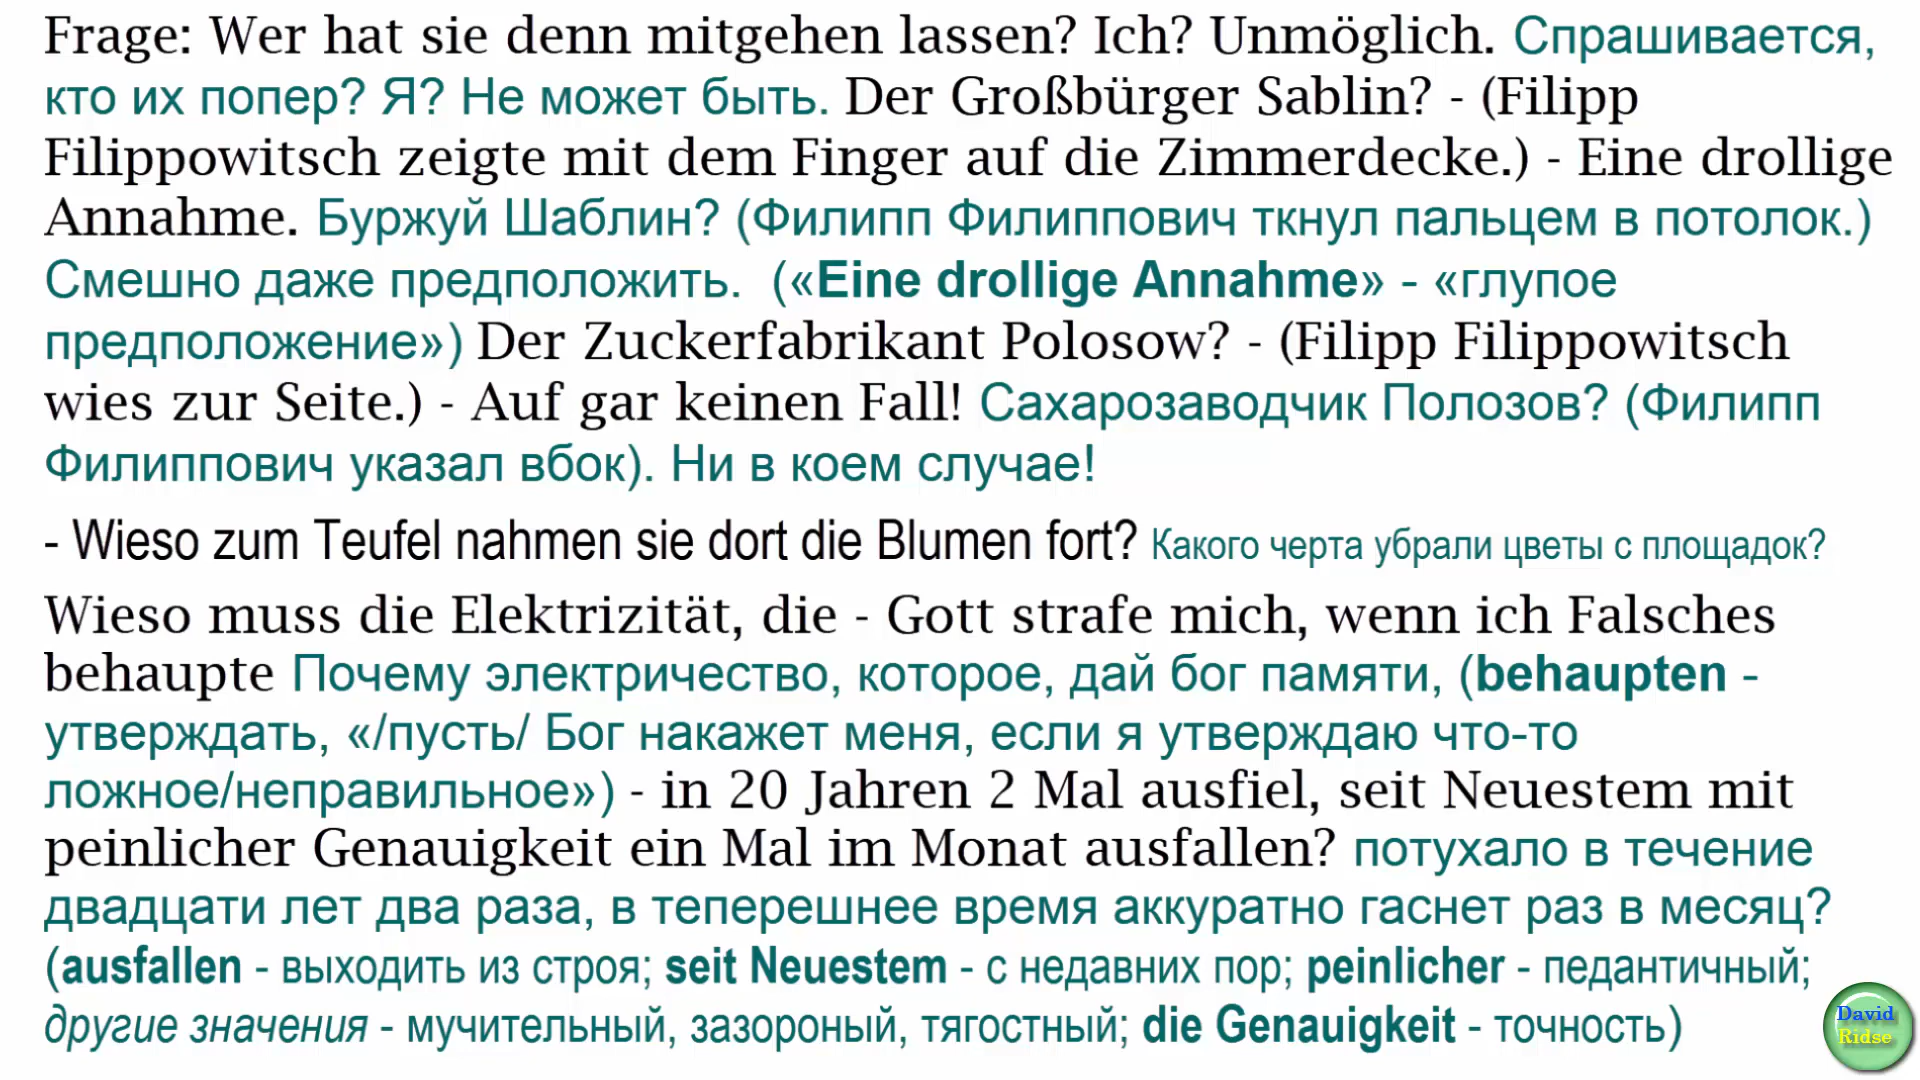 Frage: Wer hat sie denn mitgehen lassen? Ich? Unmöglich. Спрашивается,
кто их попер? Я? Не может быть. Der Großbürger Sablin? - (Filipp
Filippowitsch zeigte mit dem Finger auf die Zimmerdecke.) - Eine drollige
Annahme. Буржуй Шаблин? (Филипп Филиппович ткнул пальцем в потолок.)
Смешно даже предположить. («Eine drollige Annahme» - «глупое
предположение») Der Zuckerfabrikant Polosow? - (Filipp Filippowitsch
wies zur Seite.) - Auf gar keinen Fall! Сахарозаводчик Полозов? (Филипп
Филиппович указал вбок). Ни в коем случае!
- Wieso zum Teufel nahmen sie dort die Blumen fort? Какого черта убрали цветы с площадок?
Wieso muss die Elektrizität, die - Gott strafe mich, wenn ich Falsches
behaupte Почему электричество, которое, дай бог памяти, (behaupten -
утверждать, «/пусть/ Бог накажет меня, если я утверждаю что-то
ложное/неправильное») - in 20 Jahren 2 Mal ausfiel, seit Neuestem mit
peinlicher Genauigkeit ein Mal im Monat ausfallen? потухало в течение
двадцати лет два раза, в теперешнее время аккуратно гаснет раз в месяц?
(ausfallen - выходить из строя; seit Neuestem - с недавних пор; peinlicher - педантичный;
другие значения - мучительный, зазороный, тягостный; die Genauigkeit - точность)
David
Ridse